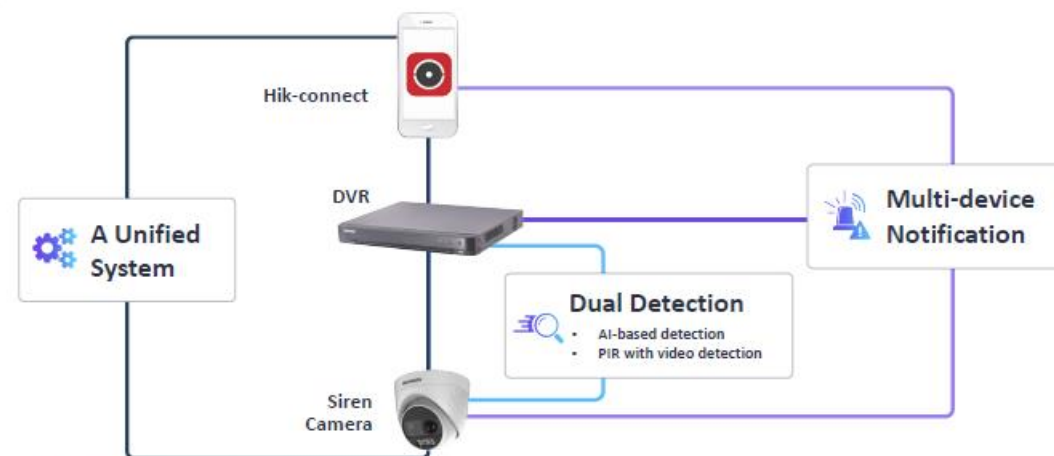 Hik-connect
DVR
A Unified
System
Multi-device
Notification
Dual Detection
• AI-based detection
• PIR with video detection
Siren
Camera